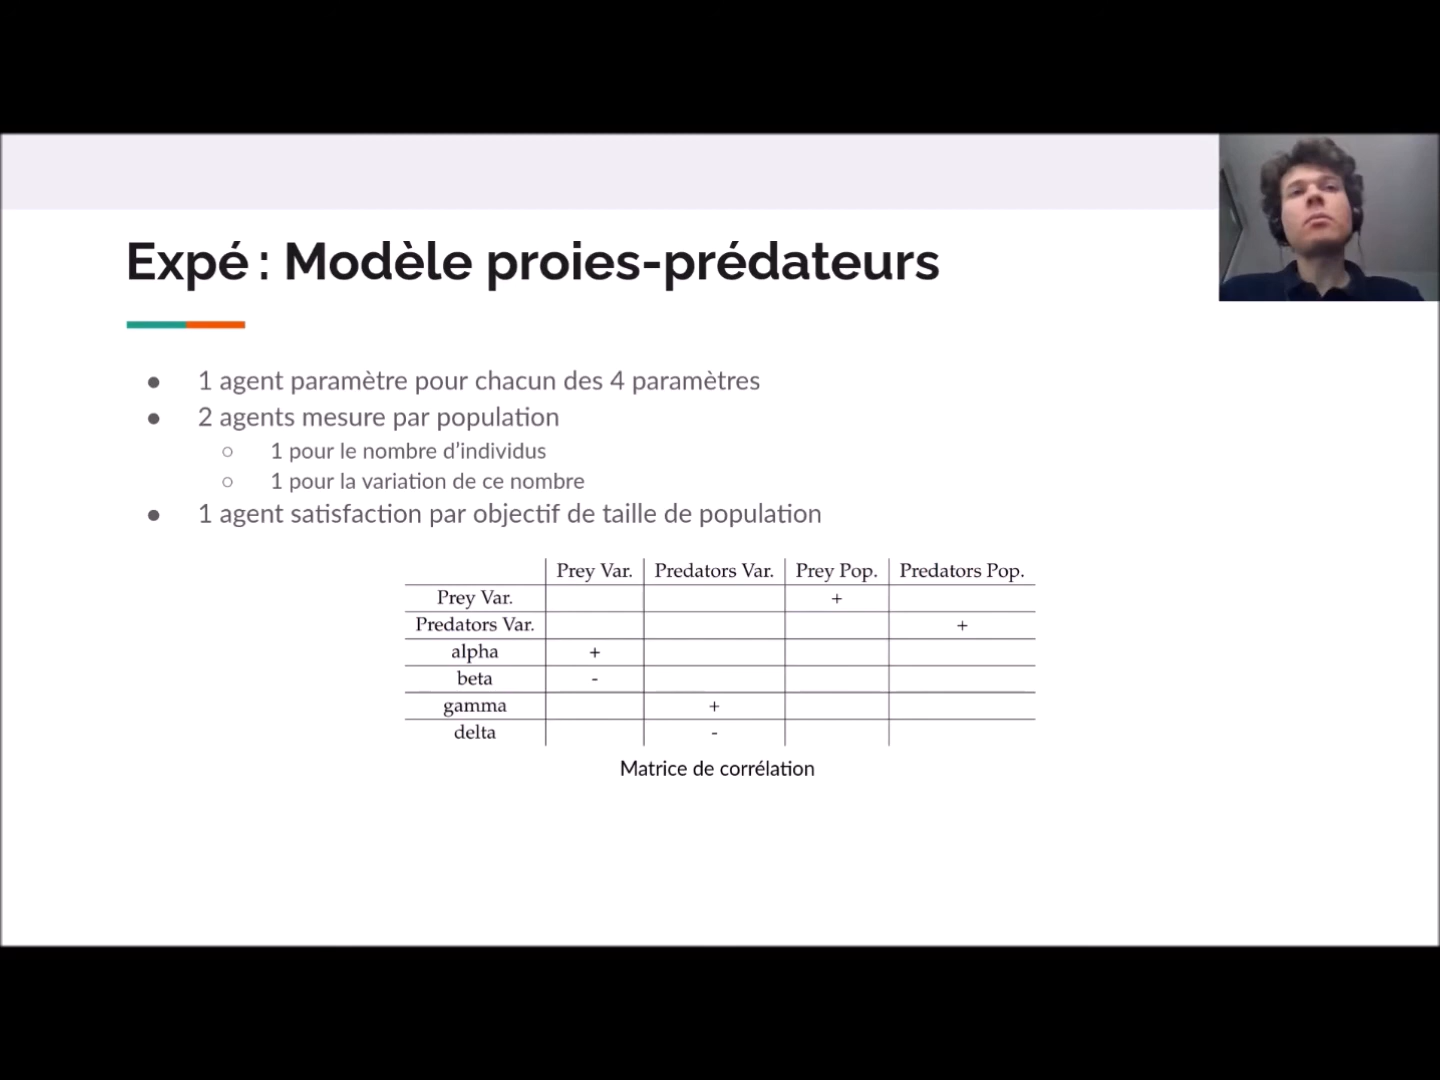 Expé : Modèle proies-prédateurs
● 1 agent paramètre pour chacun des 4 paramètres
● 2 agents mesure par population
○ 1 pour le nombre d'individus
○ 1 pour la variation de ce nombre
● 1 agent satisfaction par objectif de taille de population
Prey Var. Predators Var. Prey Pop. Predators Pop.
Prey Var. +
Predators Var. +
alpha +
beta -
gamma +
delta -
Matrice de corrélation